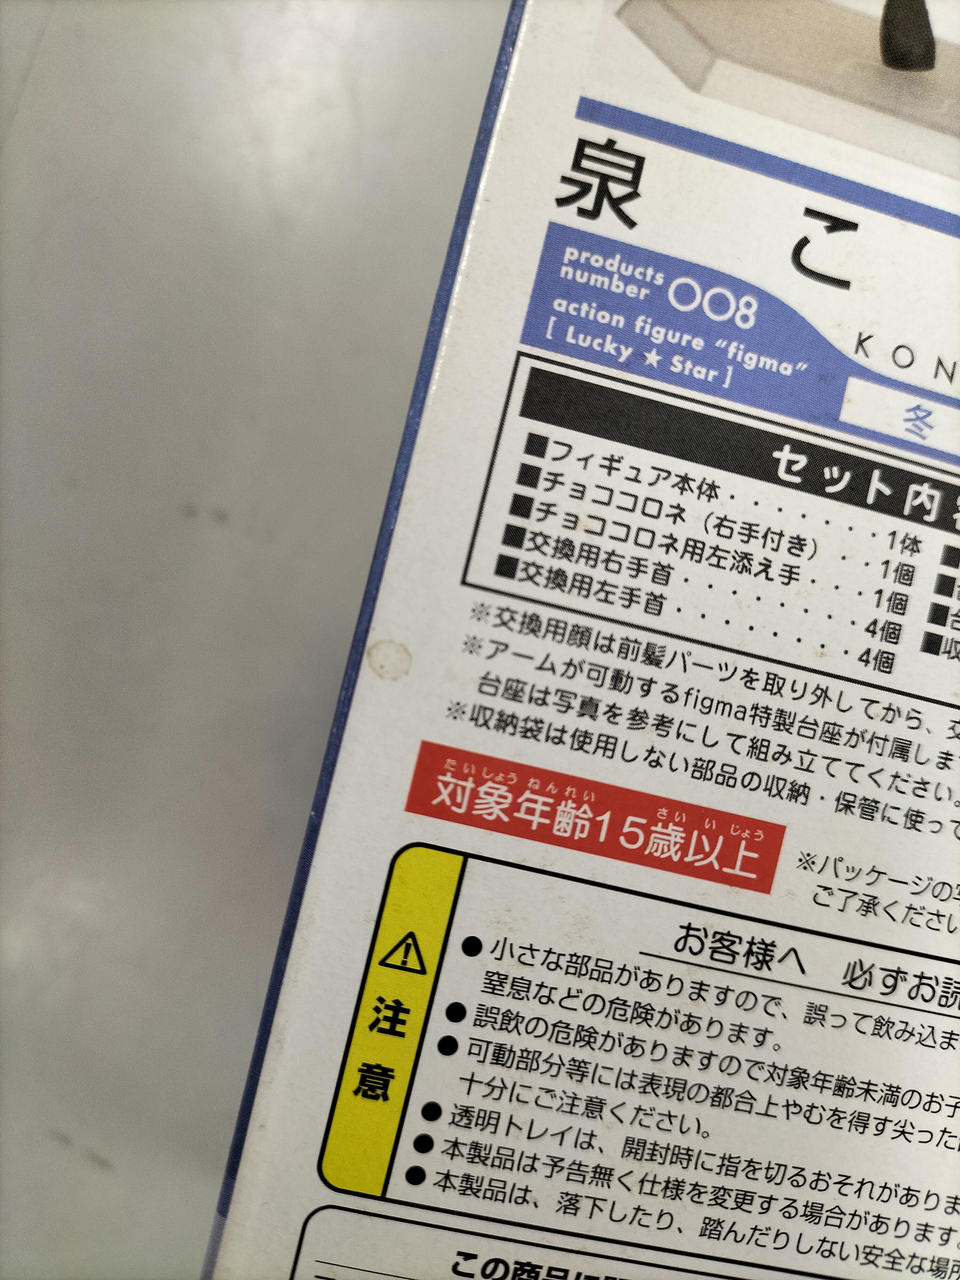 泉 こ
products
number 008
action figure “figma”
[ Lucky ★ Star ]
KON
冬
セット内容
■フィギュア本体・・・・・・・・1体
■チョココロネ（右手付き）・・1個
■チョココロネ用左添え手・・・1個
■交換用右手首・・・・・・・・4個
■交換用左手首・・・・・・・・4個
※交換用顔は前髪パーツを取り外してから、交
※アームが可動するfigma特製台座が付属しま
台座は写真を参考にして組み立ててください。
※収納袋は使用しない部品の収納・保管に使って
たいしょう ねんれい さい い じょう
対象年齢15歳以上
※パッケージの写
ご了承ください
お客様へ 必ずお読
注意
●小さな部品がありますので、誤って飲み込ま
窒息などの危険があります。
●誤飲の危険がありますので対象年齢未満のお子
●可動部分等には表現の都合上やむを得ず尖った
十分にご注意ください。
●透明トレイは、開封時に指を切るおそれがありま
●本製品は予告無く仕様を変更する場合があります。
●本製品は、落下したり、踏んだりしない安全な場所
この商品に